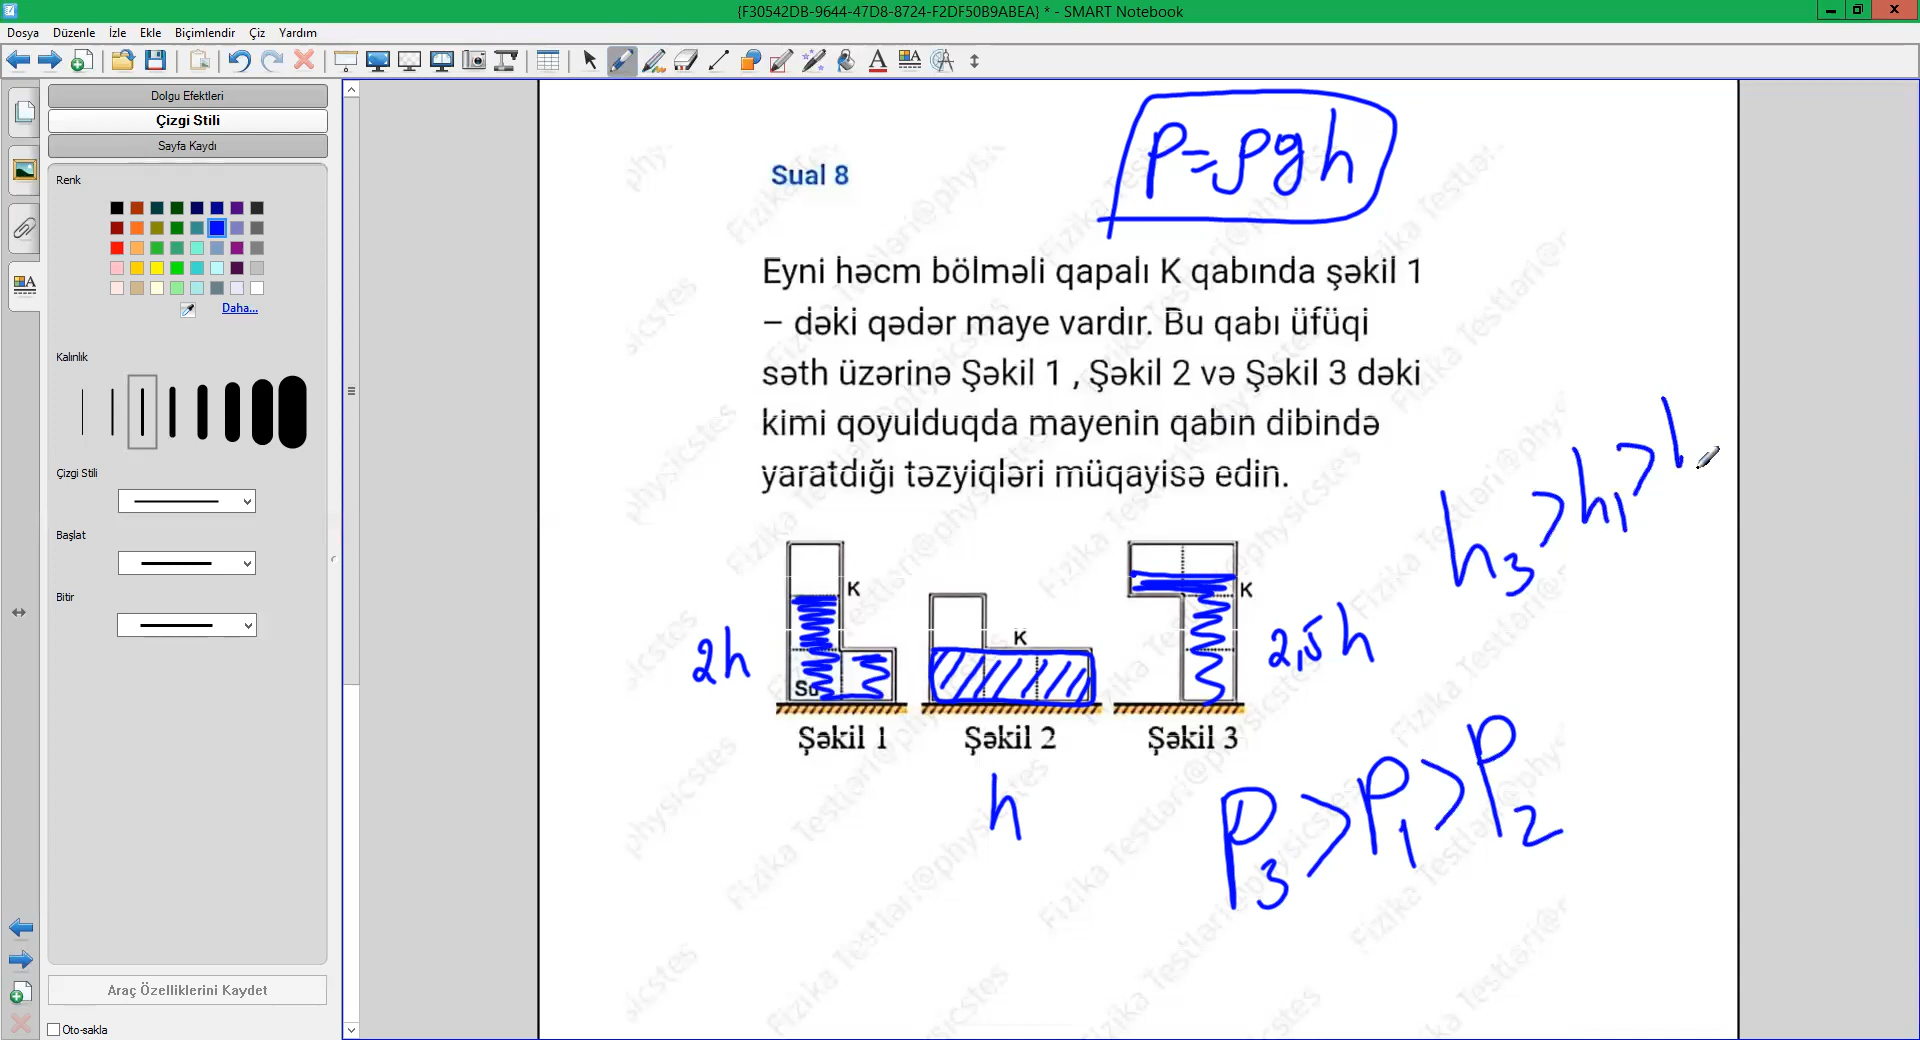 {F30542DB-9644-47D8-8724-F2DF50B9ABEA} * - SMART Notebook
Dosya Düzenle İzle Ekle Biçimlendir Çiz Yardım
Dolgu Efektleri
Çizgi Stili
Sayfa Kaydı
Renk
Daha...
Kalınlık
Çizgi Stili
Başlat
Bitir
Araç Özelliklerini Kaydet
Oto-sakla
P=ρgh
Sual 8
Eyni həcm bölməli qapalı K qabında şəkil 1
– dəki qədər maye vardır. Bu qabı üfüqi
səth üzərinə Şəkil 1 , Şəkil 2 və Şəkil 3 dəki
kimi qoyulduqda mayenin qabın dibində
yaratdığı təzyiqləri müqayisə edin.
h3>h1>
K K K
2h 2,5h
Su
Şəkil 1 Şəkil 2 Şəkil 3
h
P3>P1>P2
Fizika Testləri@physicstes